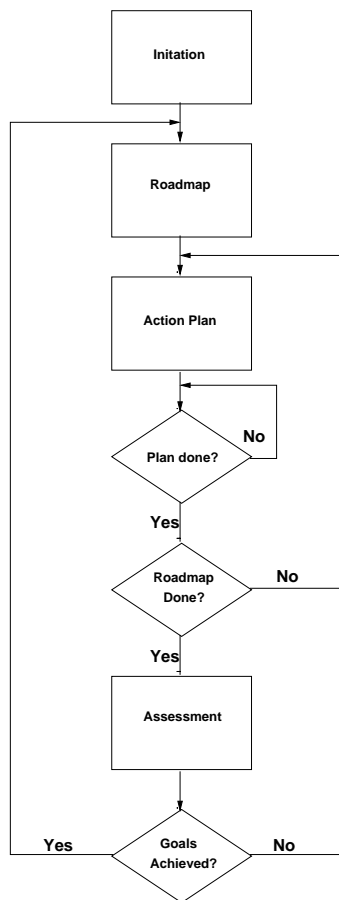 Initation
Roadmap
Action Plan
No
Plan done?
Yes
Roadmap
Done?
No
Yes
Assessment
Yes
Goals
Achieved?
No